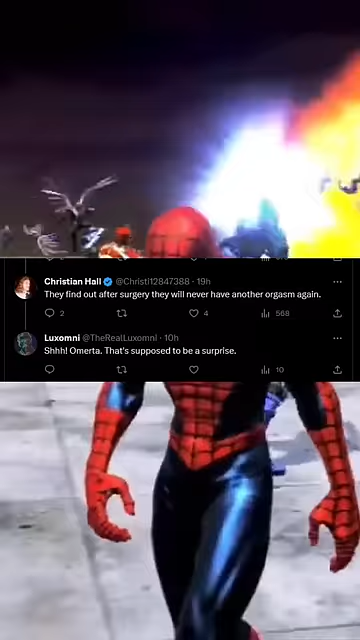 Christian Hall @Christi12847388 · 19h
They find out after surgery they will never have another orgasm again.
2 4 568
Luxomni @TheRealLuxomni · 10h
Shhh! Omerta. That's supposed to be a surprise.
10